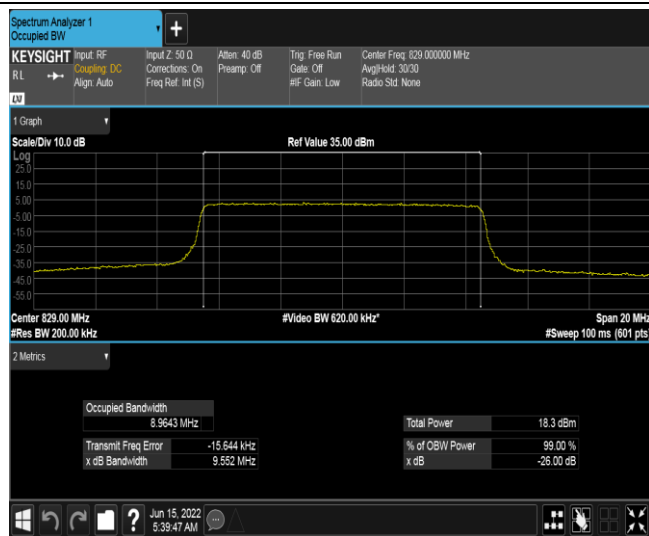 Spectrum Analyzer 1
Occupied BW
+
KEYSIGHT Input: RF Input Z: 50 Ω Atten: 40 dB Trig: Free Run Center Freq: 829.000000 MHz
RL Coupling: DC Corrections: On Preamp: Off Gate: Off Avg|Hold: 30/30
Align: Auto Freq Ref: Int (S) #IF Gain: Low Radio Std: None
LXI
1 Graph
Scale/Div 10.0 dB Ref Value 35.00 dBm
Log
25.0
15.0
5.00
-5.00
-15.0
-25.0
-35.0
-45.0
-55.0
Center 829.00 MHz #Video BW 620.00 kHz* Span 20 MHz
#Res BW 200.00 kHz #Sweep 100 ms (601 pts)
2 Metrics
Occupied Bandwidth
8.9643 MHz Total Power 18.3 dBm
Transmit Freq Error -15.644 kHz % of OBW Power 99.00 %
x dB Bandwidth 9.552 MHz x dB -26.00 dB
? Jun 15, 2022
5:39:47 AM